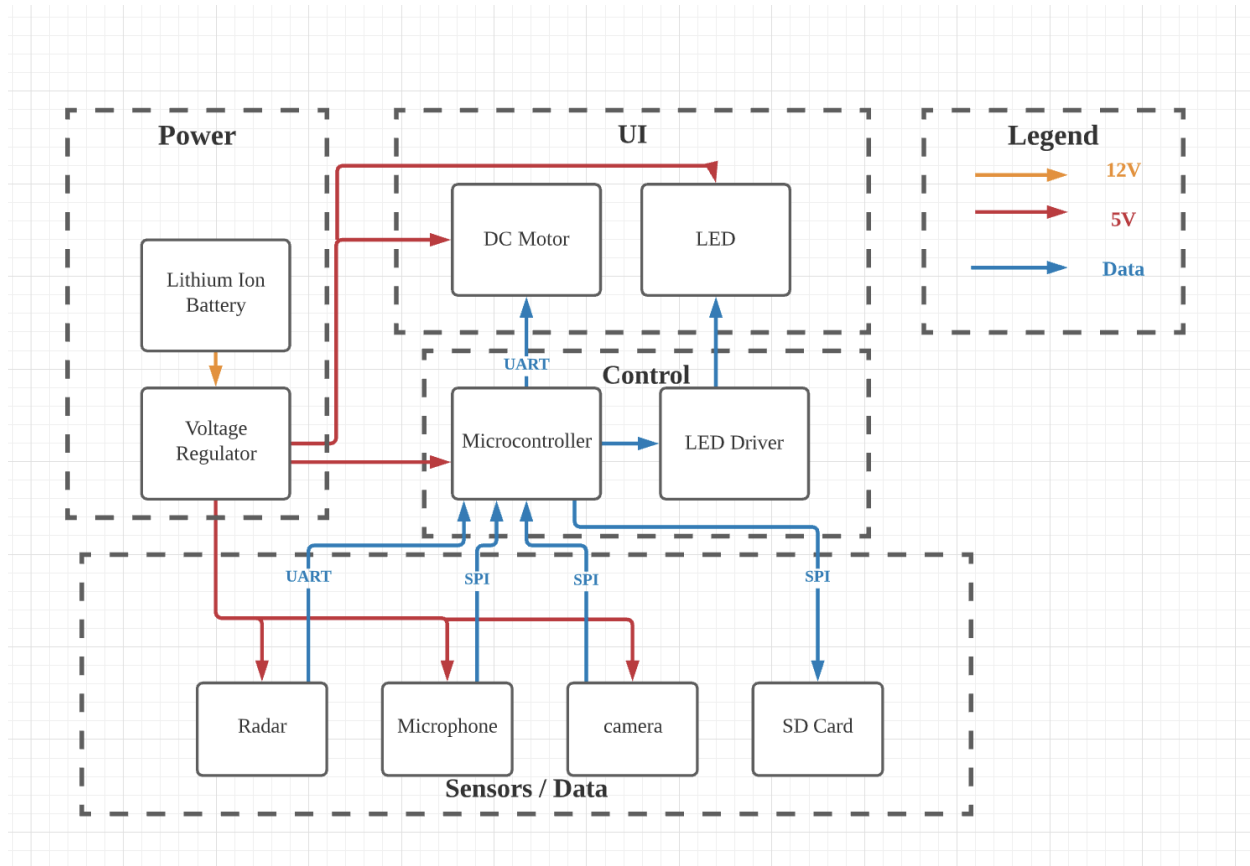 Power
UI
Legend
12V
5V
Data
DC Motor
LED
Lithium Ion
Battery
UART
Control
Voltage
Regulator
Microcontroller
LED Driver
UART
SPI
SPI
SPI
Radar
Microphone
camera
SD Card
Sensors / Data